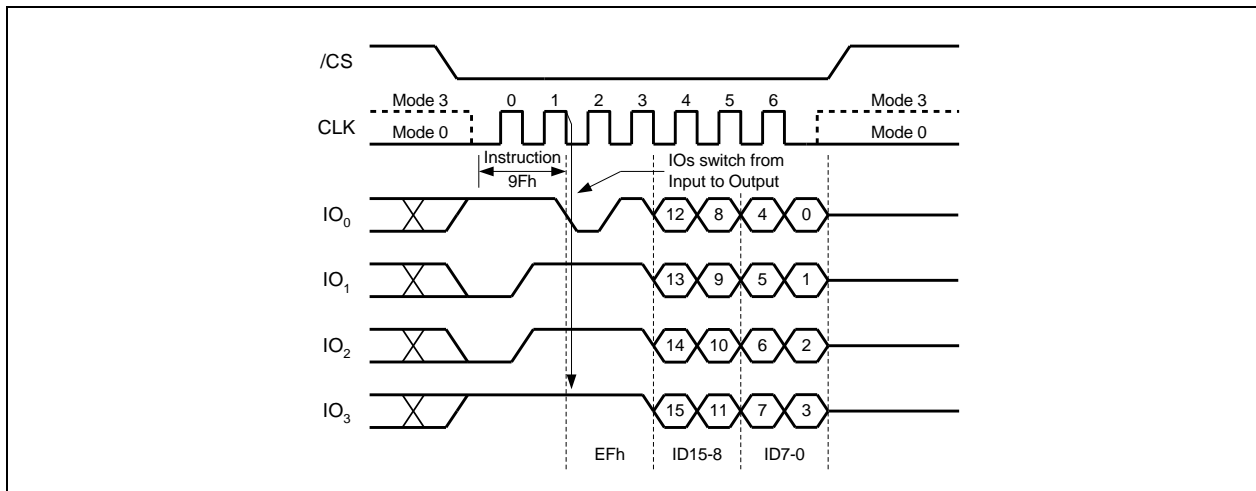 /CS
Mode 3 0 1 2 3 4 5 6 Mode 3
CLK Mode 0 Mode 0
Instruction IOs switch from
9Fh Input to Output
IO0 12 8 4 0
IO1 13 9 5 1
IO2 14 10 6 2
IO3 15 11 7 3
EFh ID15-8 ID7-0